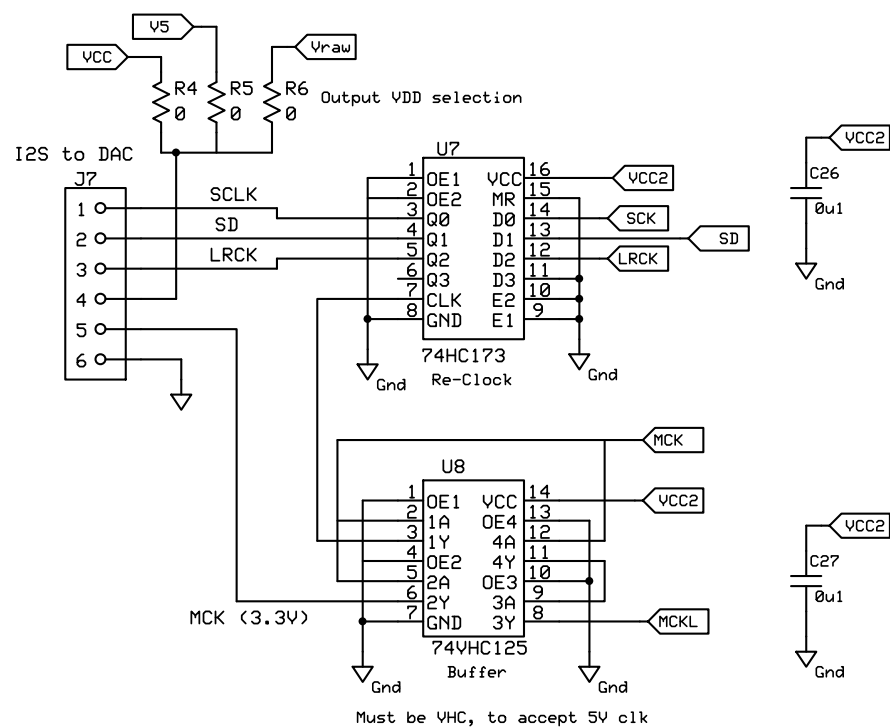 V5
VCC
Vraw
R4
0
R5
0
R6
0
Output VDD selection
VCC2
C26
0u1
Gnd
I2S to DAC
J7
1
2
3
4
5
6
SCLK
SD
LRCK
U7
1 OE1 VCC 16
2 OE2 MR 15
3 Q0 D0 14
4 Q1 D1 13
5 Q2 D2 12
6 Q3 D3 11
7 CLK E2 10
8 GND E1 9
VCC2
SCK
SD
LRCK
74HC173
Re-Clock
Gnd
Gnd
MCK
U8
1 OE1 VCC 14
2 1A OE4 13
3 1Y 4A 12
4 OE2 4Y 11
5 2A OE3 10
6 2Y 3A 9
7 GND 3Y 8
VCC2
MCKL
MCK (3.3V)
74VHC125
Buffer
Gnd
Gnd
VCC2
C27
0u1
Gnd
Must be VHC, to accept 5V clk